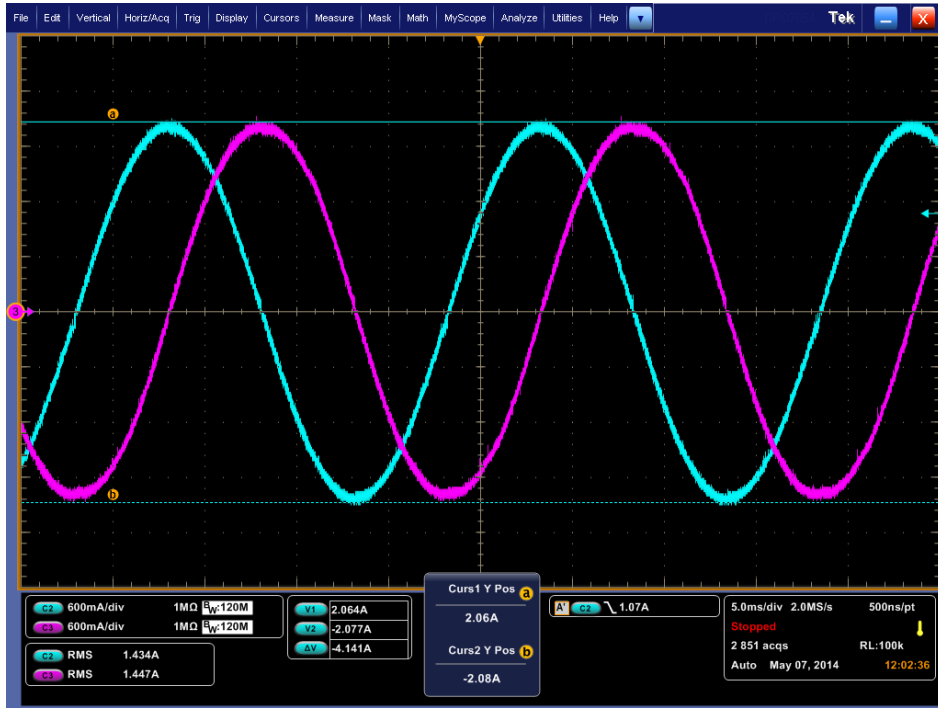 File Edit Vertical Horiz/Acq Trig Display Cursors Measure Mask Math MyScope Analyze Utilities Help Tek X
a
3
b
C2 600mA/div 1MΩ BW:120M
C3 600mA/div 1MΩ BW:120M
C2 RMS 1.434A
C3 RMS 1.447A
V1 2.064A
V2 -2.077A
ΔV -4.141A
Curs1 Y Pos a
2.06A
Curs2 Y Pos b
-2.08A
A' C2 1.07A
5.0ms/div 2.0MS/s 500ns/pt
Stopped
2 851 acqs RL:100k
Auto May 07, 2014 12:02:36